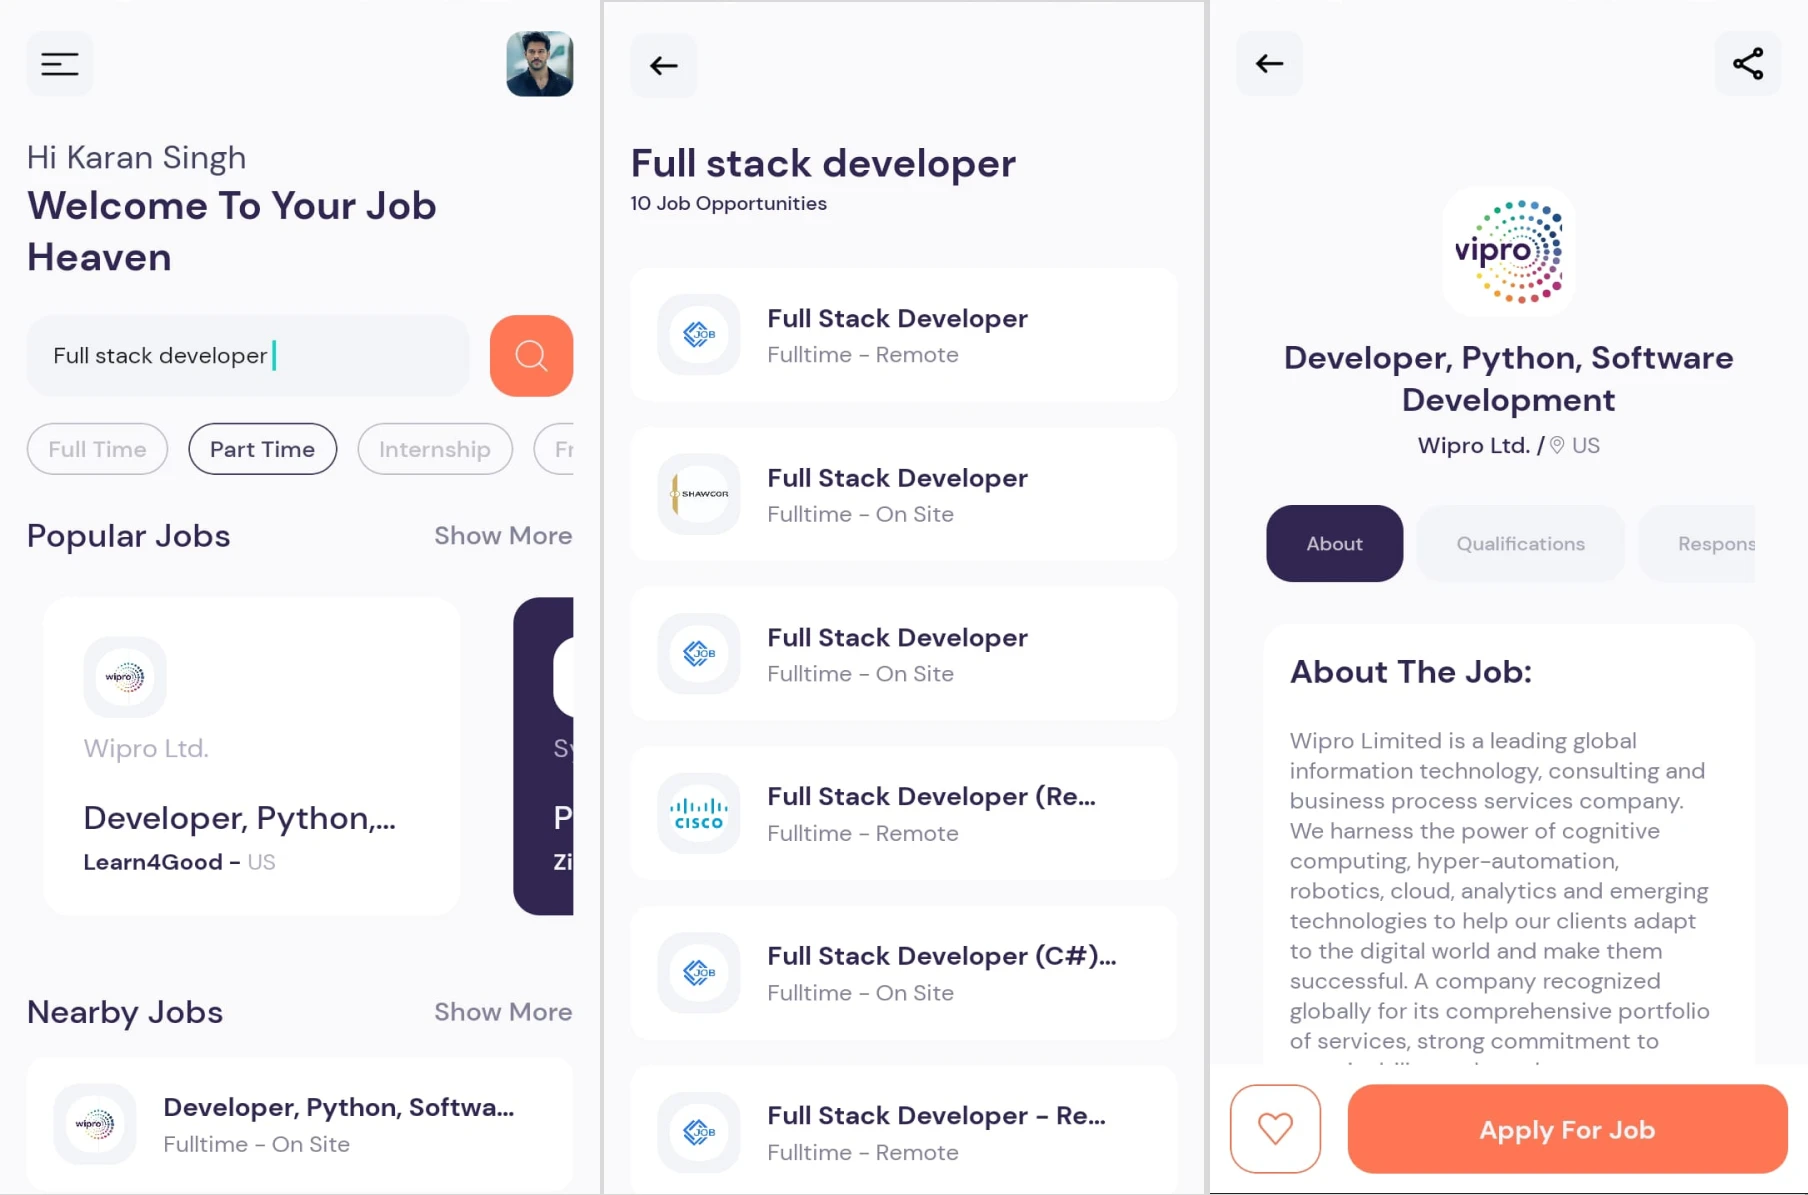 Hi Karan Singh
Welcome To Your Job
Heaven
Full stack developer
Full Time
Part Time
Internship
Fr
Popular Jobs
Show More
wipro
Wipro Ltd.
Developer, Python,...
Learn4Good - US
Sy
P
Zi
Nearby Jobs
Show More
wipro
Developer, Python, Softwa...
Fulltime - On Site
Full stack developer
10 Job Opportunities
JOB
Full Stack Developer
Fulltime - Remote
SHAWCOR
Full Stack Developer
Fulltime - On Site
JOB
Full Stack Developer
Fulltime - On Site
CISCO
Full Stack Developer (Re...
Fulltime - Remote
JOB
Full Stack Developer (C#)...
Fulltime - On Site
JOB
Full Stack Developer - Re...
Fulltime - Remote
wipro
Developer, Python, Software
Development
Wipro Ltd. / US
About
Qualifications
Respons
About The Job:
Wipro Limited is a leading global
information technology, consulting and
business process services company.
We harness the power of cognitive
computing, hyper-automation,
robotics, cloud, analytics and emerging
technologies to help our clients adapt
to the digital world and make them
successful. A company recognized
globally for its comprehensive portfolio
of services, strong commitment to
Apply For Job